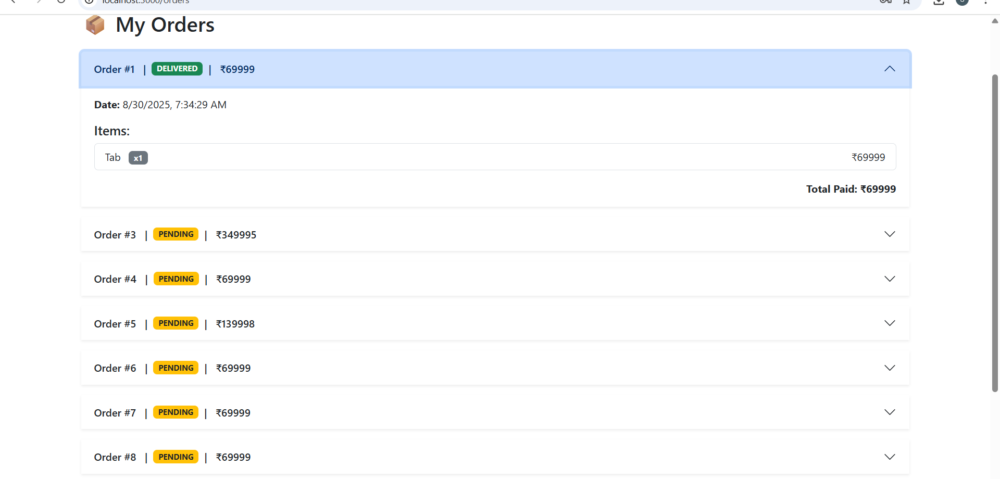 localhost:3000/orders
My Orders
Order #1 | DELIVERED | ₹69999
Date: 8/30/2025, 7:34:29 AM
Items:
Tab x1 ₹69999
Total Paid: ₹69999
Order #3 | PENDING | ₹349995
Order #4 | PENDING | ₹69999
Order #5 | PENDING | ₹139998
Order #6 | PENDING | ₹69999
Order #7 | PENDING | ₹69999
Order #8 | PENDING | ₹69999